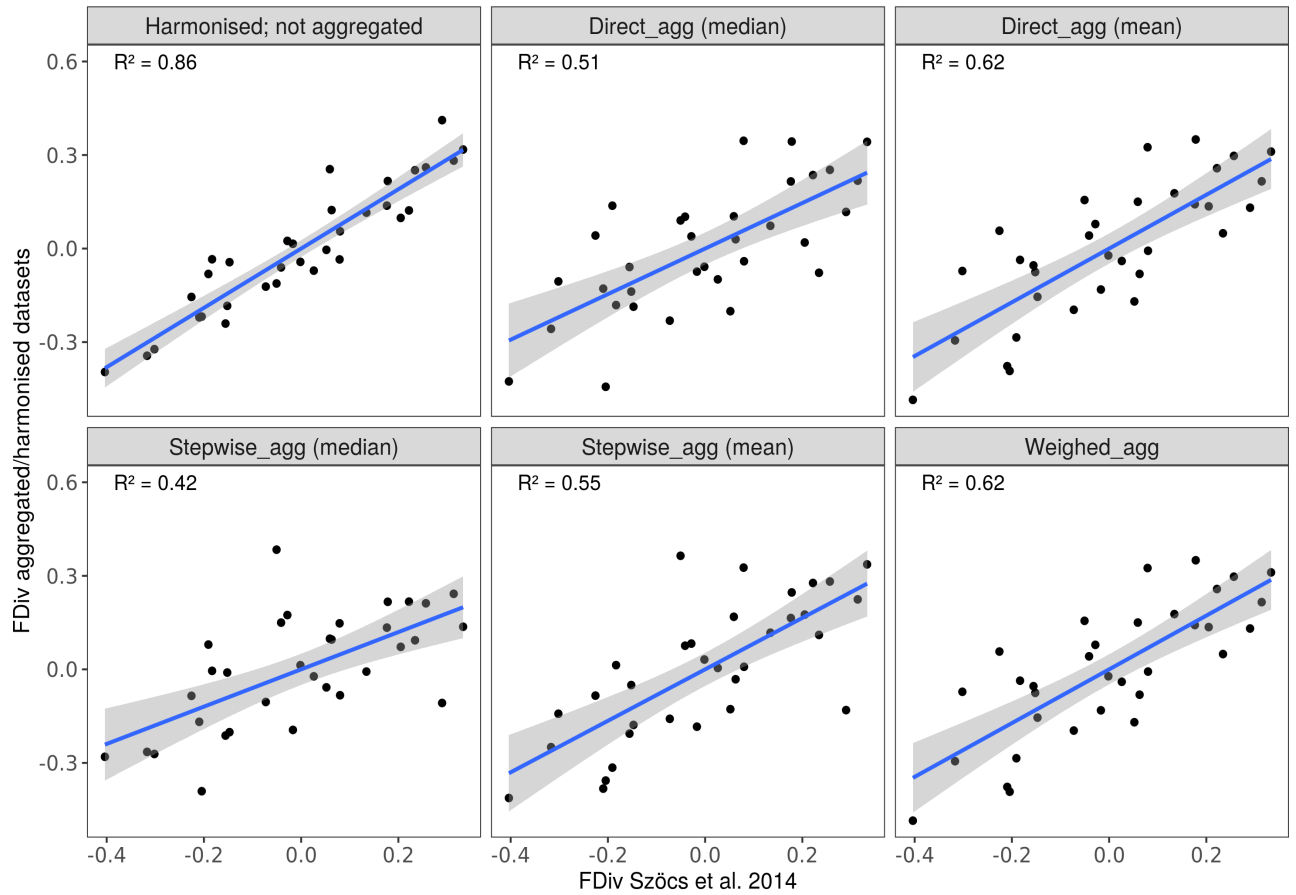 Harmonised; not aggregated
Direct_agg (median)
Direct_agg (mean)
R² = 0.86
R² = 0.51
R² = 0.62
0.6
0.3
0.0
-0.3
Stepwise_agg (median)
Stepwise_agg (mean)
Weighed_agg
R² = 0.42
R² = 0.55
R² = 0.62
0.6
0.3
0.0
-0.3
FDiv aggregated/harmonised datasets
-0.4 -0.2 0.0 0.2
-0.4 -0.2 0.0 0.2
-0.4 -0.2 0.0 0.2
FDiv Szöcs et al. 2014